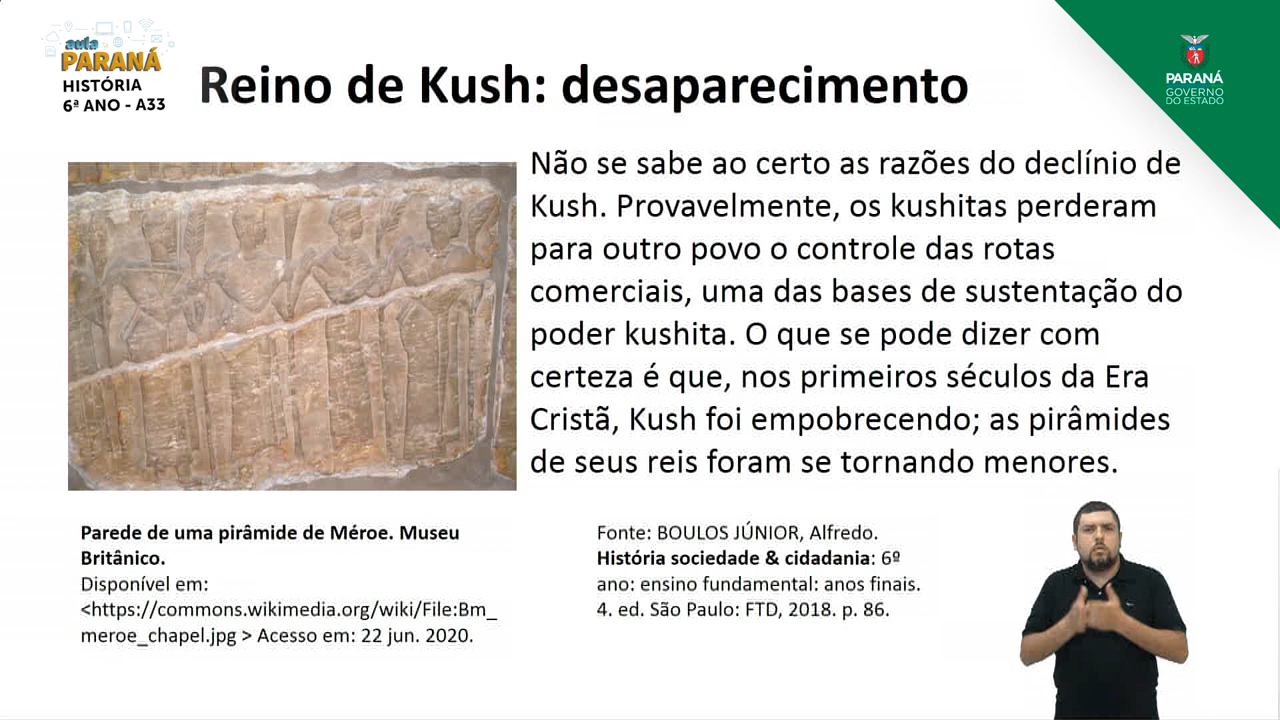 aula
PARANÁ
HISTÓRIA
6ª ANO - A33
Reino de Kush: desaparecimento
PARANÁ
GOVERNO
DO ESTADO
Não se sabe ao certo as razões do declínio de
Kush. Provavelmente, os kushitas perderam
para outro povo o controle das rotas
comerciais, uma das bases de sustentação do
poder kushita. O que se pode dizer com
certeza é que, nos primeiros séculos da Era
Cristã, Kush foi empobrecendo; as pirâmides
de seus reis foram se tornando menores.
Parede de uma pirâmide de Méroe. Museu
Britânico.
Disponível em:
<https://commons.wikimedia.org/wiki/File:Bm_
meroe_chapel.jpg > Acesso em: 22 jun. 2020.
Fonte: BOULOS JÚNIOR, Alfredo.
História sociedade & cidadania: 6º
ano: ensino fundamental: anos finais.
4. ed. São Paulo: FTD, 2018. p. 86.